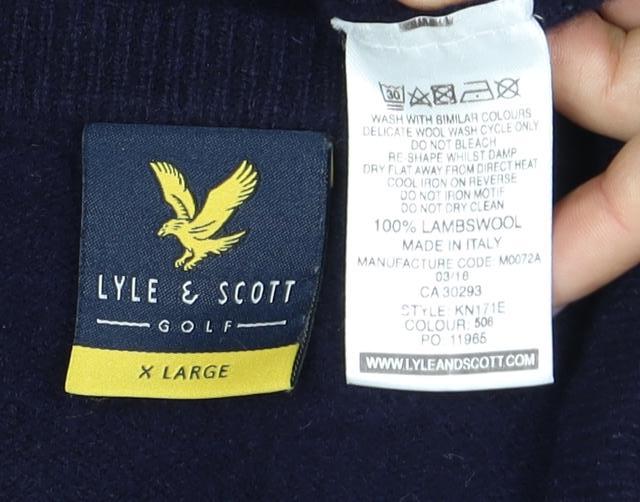 LYLE & SCOTT
GOLF
X LARGE
30
WASH WITH SIMILAR COLOURS
DELICATE WOOL WASH CYCLE ONLY
DO NOT BLEACH
RE SHAPE WHILST DAMP
DRY FLAT AWAY FROM DIRECT HEAT
COOL IRON ON REVERSE
DO NOT IRON MOTIF
DO NOT DRY CLEAN
100% LAMBSWOOL
MADE IN ITALY
MANUFACTURE CODE: M0072A
03/16
CA 30293
STYLE: KN171E
COLOUR: 506
PO 11965
WWW.LYLEANDSCOTT.COM